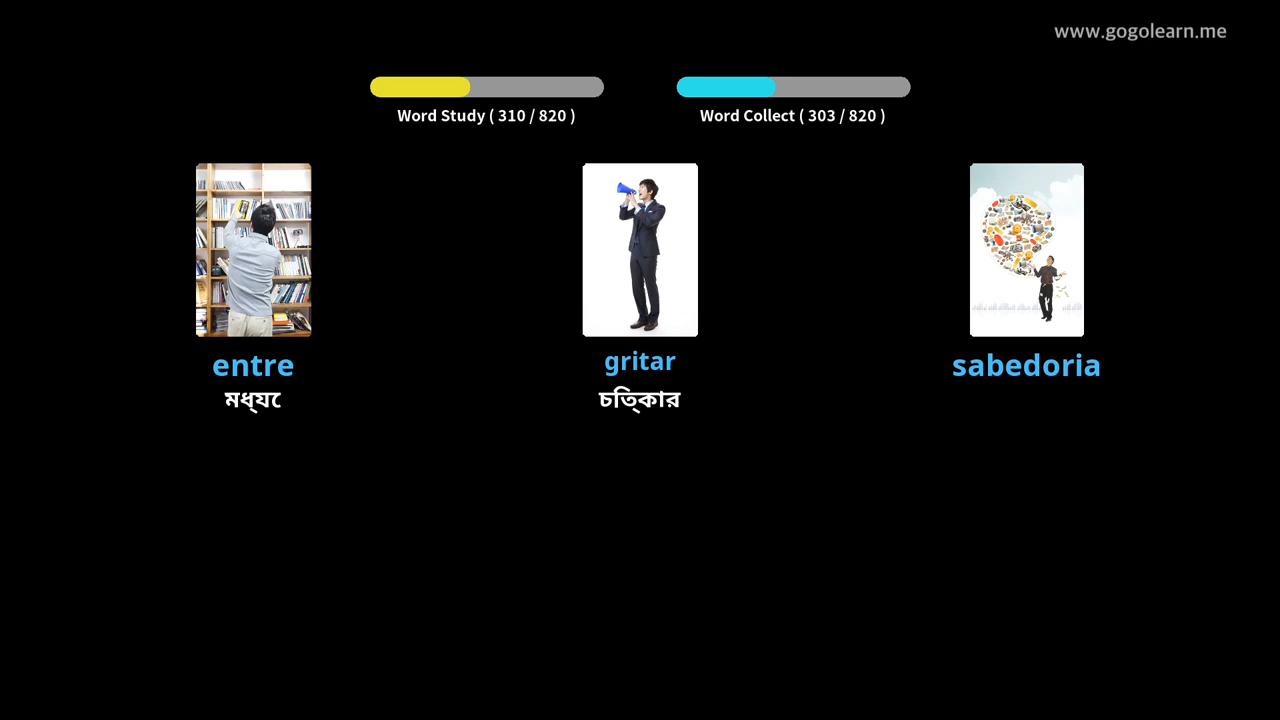 www.gogolearn.me
Word Study ( 310 / 820 )
Word Collect ( 303 / 820 )
entre
gritar
sabedoria
মধ্যে
চিত্কার